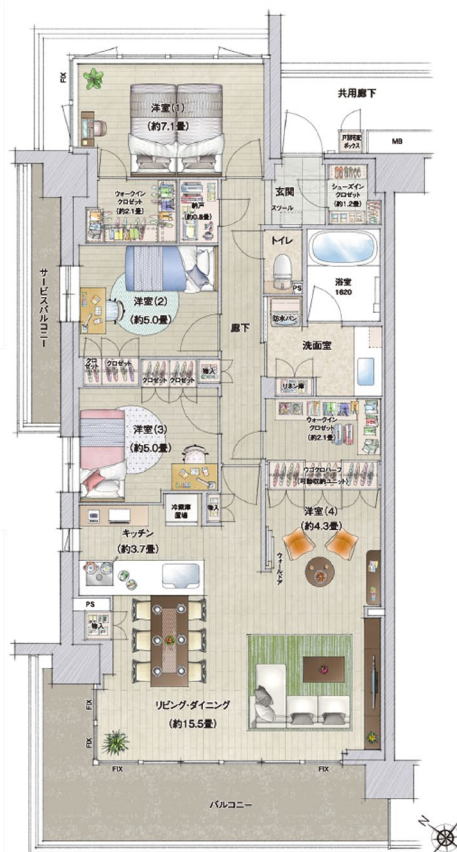 FIX
洋室(1)
(約7.1畳)
共用廊下
戸別宅配
ボックス
MB
ウォークイン
クロゼット
(約2.1畳)
納戸
(約0.8畳)
玄関
スツール
シューズイン
クロゼット
(約1.2畳)
サービスバルコニー
トイレ
PS
浴室
1620
洋室(2)
(約5.0畳)
廊下
防水パン
洗面室
クロ
ゼット
クロゼット
クロゼット
クロゼット
物入
リネン庫
洋室(3)
(約5.0畳)
ウォークイン
クロゼット
(約2.1畳)
ウゴクロハーフ
(可動収納ユニット)
冷蔵庫
置場
物入
洋室(4)
(約4.3畳)
キッチン
(約3.7畳)
ウォールドア
PS
物入
リビング・ダイニング
(約15.5畳)
FIX
FIX
FIX
FIX
バルコニー
N